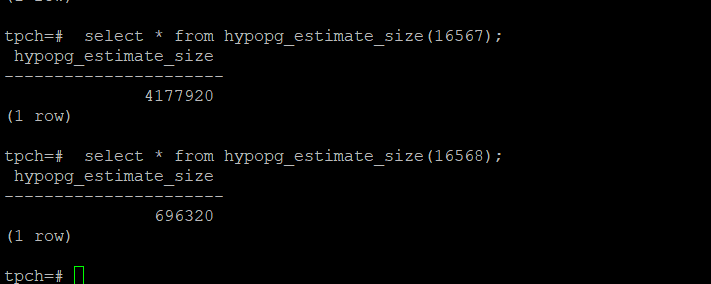 tpch=#  select * from hypopg_estimate_size(16567);
 hypopg_estimate_size
----------------------
              4177920
(1 row)

tpch=#  select * from hypopg_estimate_size(16568);
 hypopg_estimate_size
----------------------
               696320
(1 row)

tpch=#